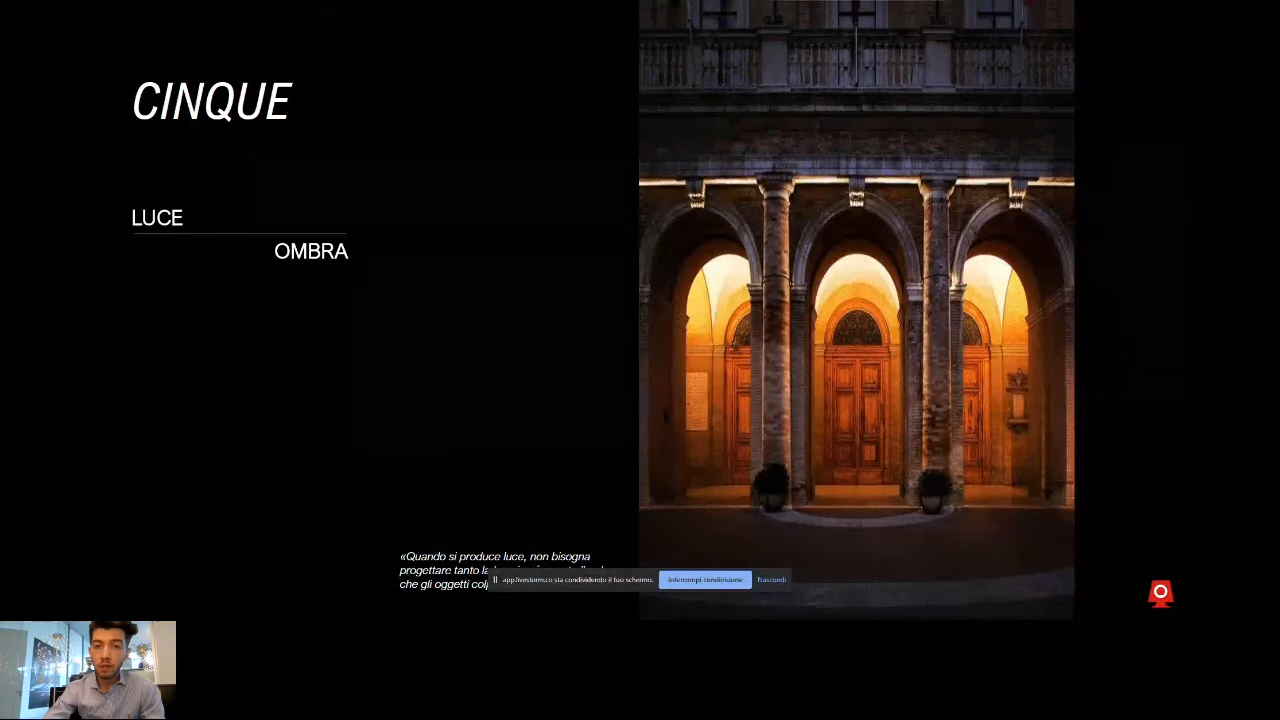 CINQUE
LUCE
OMBRA
«Quando si produce luce, non bisogna
progettare tanto la
che gli oggetti
app.livestorm.co sta condividendo il tuo schermo.
Interrompi condivisione
Nascondi